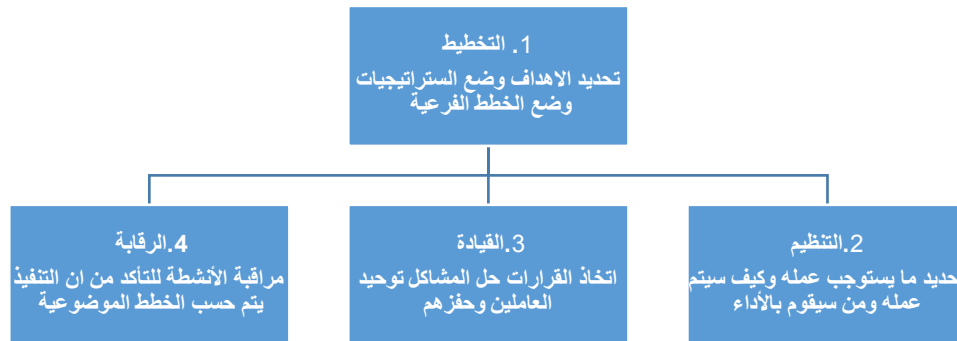 1. التخطيط
تحديد الاهداف وضع الستراتيجيات
وضع الخطط الفرعية
2.التنظيم
حديد ما يستوجب عمله وكيف سيتم
عمله ومن سيقوم بالأداء
3.القيادة
اتخاذ القرارات حل المشاكل توحيد
العاملين وحفزهم
4.الرقابة
مراقبة الأنشطة للتأكد من ان التنفيذ
يتم حسب الخطط الموضوعية